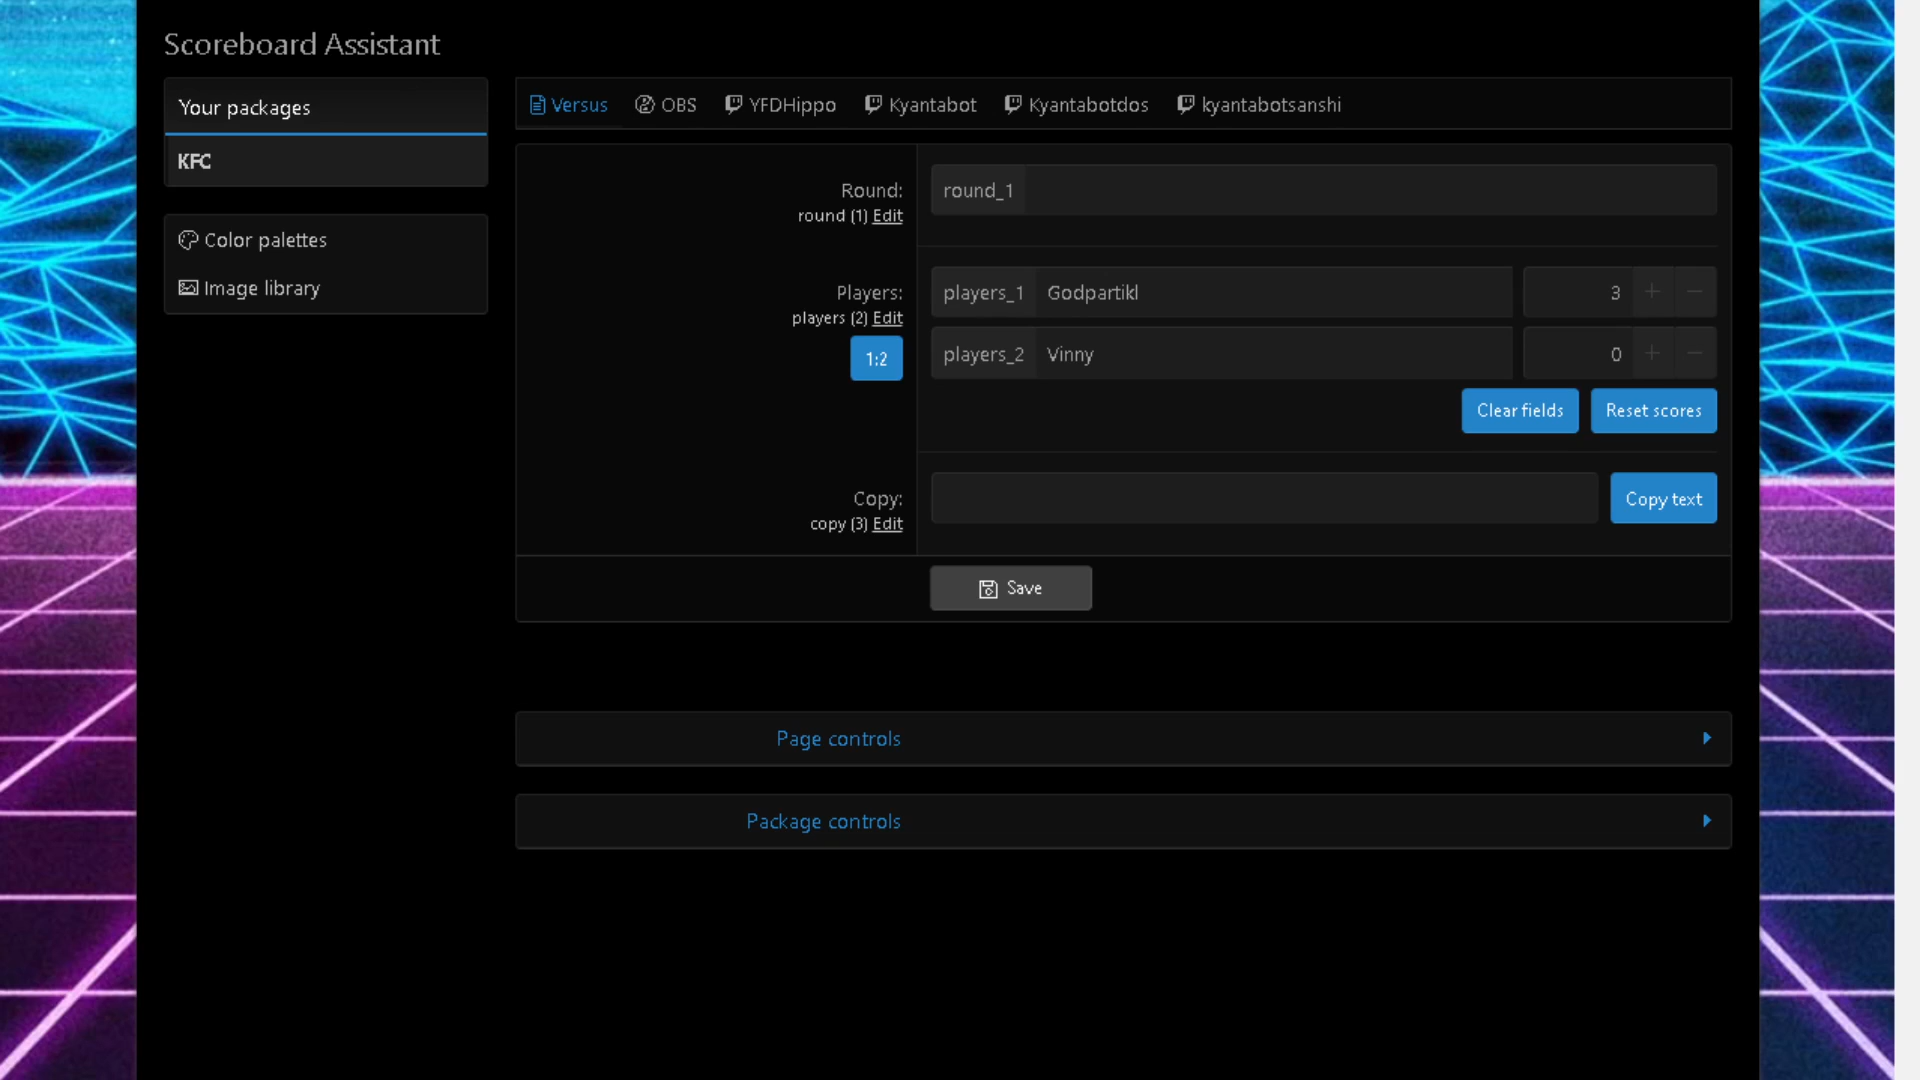 Scoreboard Assistant
Your packages
KFC
Color palettes
Image library
Versus OBS YFDHippo Kyantabot Kyantabotdos kyantabotsanshi
Round:
round (1) Edit
round_1
Players:
players (2) Edit
1:2
players_1 Godpartikl 3 + −
players_2 Vinny 0 + −
Clear fields Reset scores
Copy:
copy (3) Edit
Copy text
Save
Page controls
Package controls